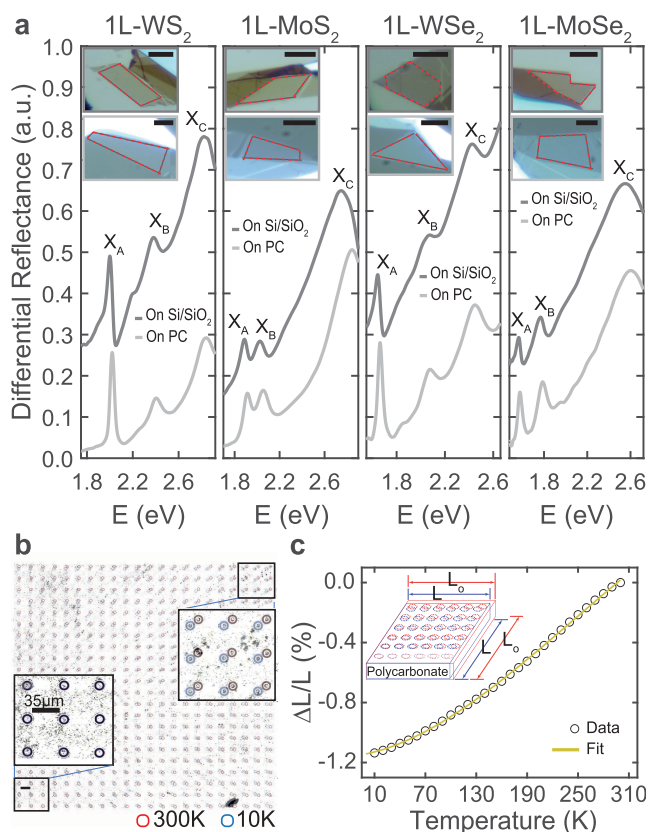 a
1L-WS2 1L-MoS2 1L-WSe2 1L-MoSe2
Differential Reflectance (a.u.)
1.0
0.9
0.8
0.7
0.6
0.5
0.4
0.3
0.2
0.1
0
XA XB XC
On Si/SiO2
On PC
XA XB XC
On Si/SiO2
On PC
XA XB XC
On Si/SiO2
On PC
XA XB XC
On Si/SiO2
On PC
1.8 2.2 2.6 1.8 2.2 2.6 1.8 2.2 2.6 1.8 2.2 2.6
E (eV) E (eV) E (eV) E (eV)
b
35µm
300K 10K
c
ΔL/L (%)
0.0
-0.4
-0.8
-1.2
Lo
L
L
Lo
Polycarbonate
Data
Fit
10 70 130 190 250 310
Temperature (K)